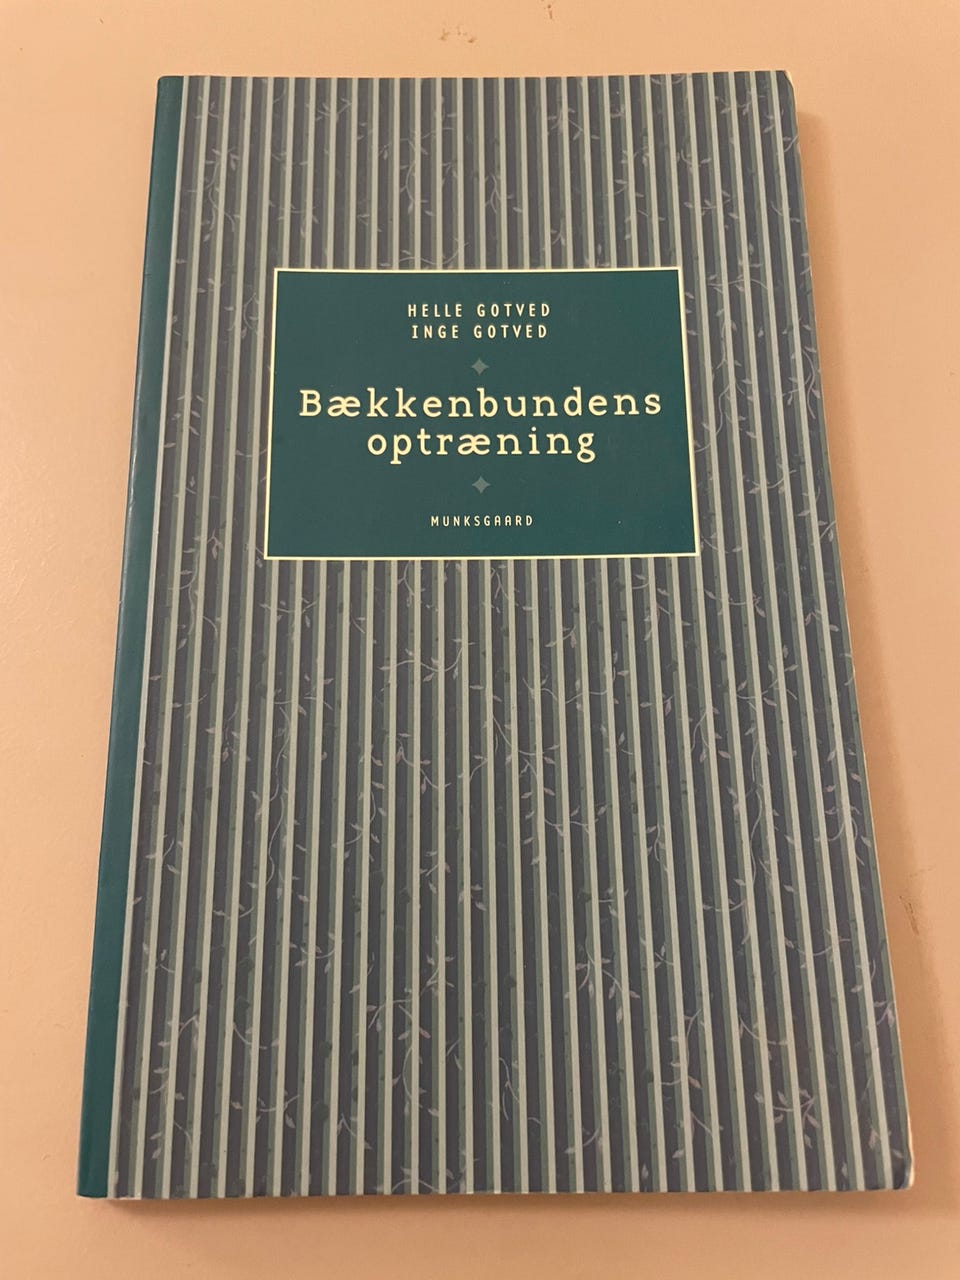 HELLE GOTVED
INGE GOTVED
Bækkenbundens
optræning
MUNKSGAARD